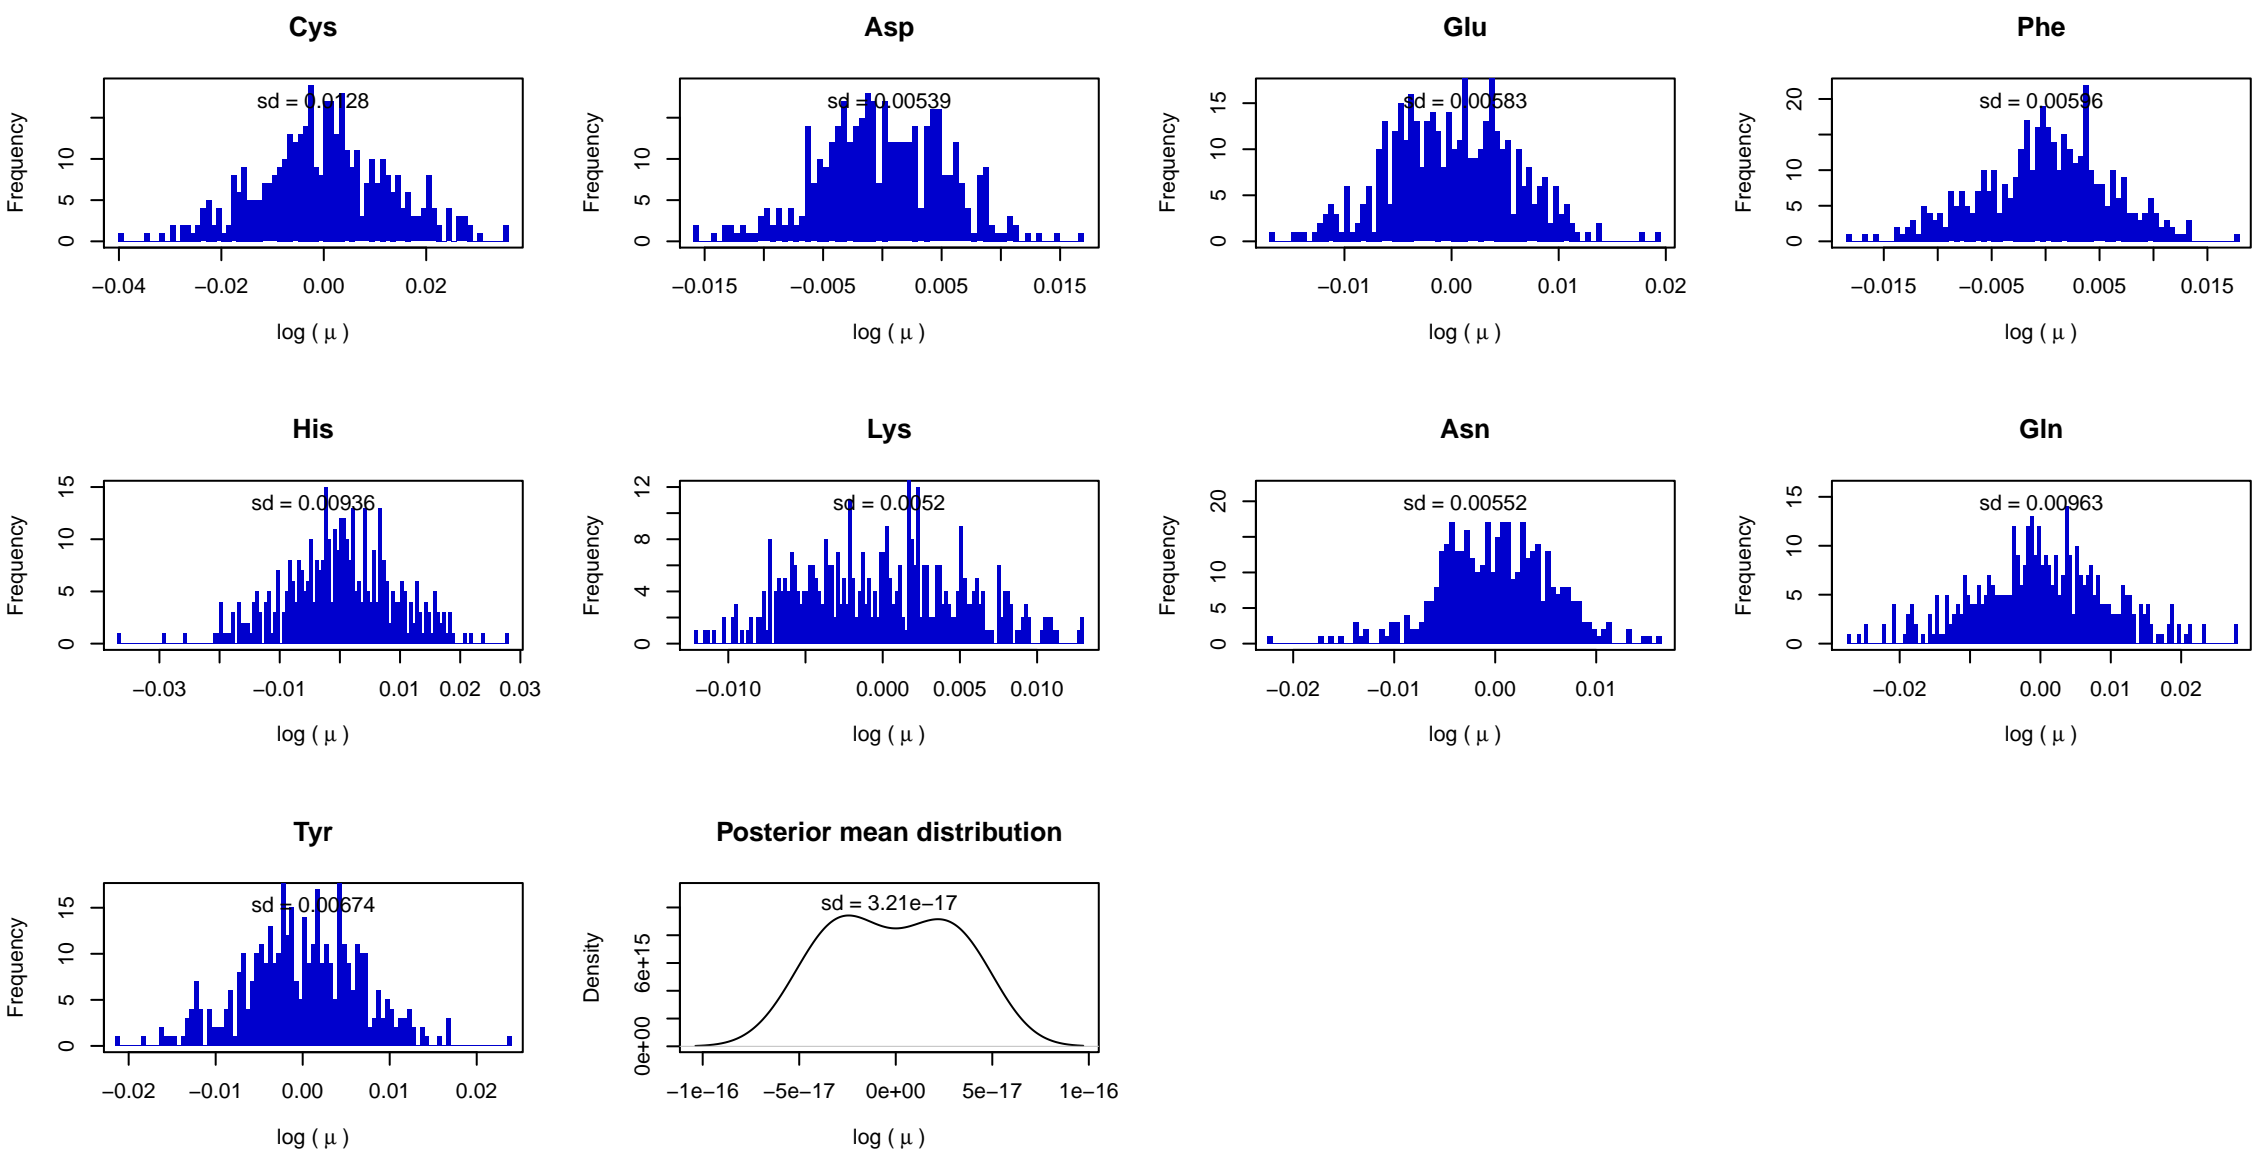 Cys
sd = 0.0128
Frequency
0 5 10
−0.04 −0.02 0.00 0.02
log ( μ )
Asp
sd = 0.00539
Frequency
0 5 10
−0.015 −0.005 0.005 0.015
log ( μ )
Glu
sd = 0.00583
Frequency
0 5 10 15
−0.01 0.00 0.01 0.02
log ( μ )
Phe
sd = 0.00596
Frequency
0 5 10 20
−0.015 −0.005 0.005 0.015
log ( μ )
His
sd = 0.00936
Frequency
0 5 10 15
−0.03 −0.01 0.01 0.02 0.03
log ( μ )
Lys
sd = 0.0052
Frequency
0 4 8 12
−0.010 0.000 0.005 0.010
log ( μ )
Asn
sd = 0.00552
Frequency
0 5 10 20
−0.02 −0.01 0.00 0.01
log ( μ )
Gln
sd = 0.00963
Frequency
0 5 10 15
−0.02 0.00 0.01 0.02
log ( μ )
Tyr
sd = 0.00674
Frequency
0 5 10 15
−0.02 −0.01 0.00 0.01 0.02
log ( μ )
Posterior mean distribution
sd = 3.21e−17
Density
0e+00 6e+15
−1e−16 −5e−17 0e+00 5e−17 1e−16
log ( μ )